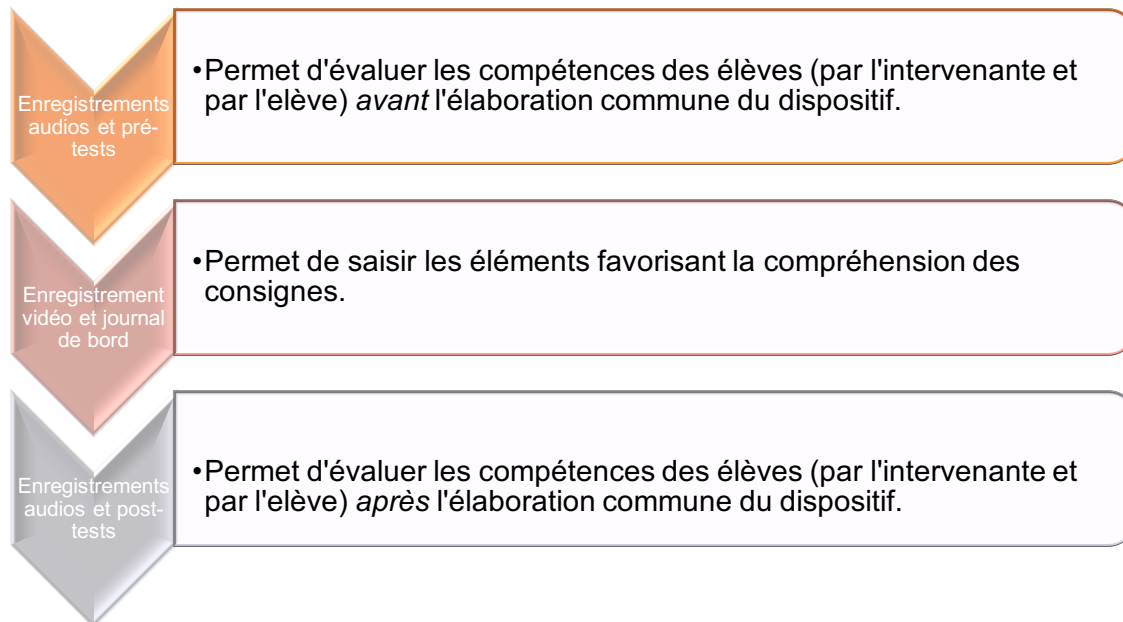 Enregistrements
audios et pré-
tests
•Permet d'évaluer les compétences des élèves (par l'intervenante et
par l'elève) avant l'élaboration commune du dispositif.
Enregistrement
vidéo et journal
de bord
•Permet de saisir les éléments favorisant la compréhension des
consignes.
Enregistrements
audios et post-
tests
•Permet d'évaluer les compétences des élèves (par l'intervenante et
par l'elève) après l'élaboration commune du dispositif.